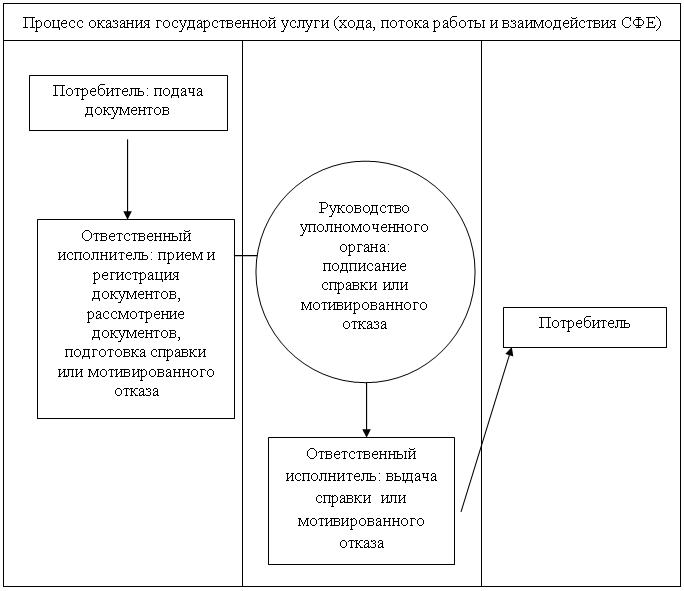 Процесс оказания государственной услуги (хода, потока работы и взаимодействия СФЕ)
Потребитель: подача
документов
Ответственный
исполнитель: прием и
регистрация
документов,
рассмотрение
документов,
подготовка справки
или мотивированного
отказа
Руководство
уполномоченного
органа:
подписание
справки или
мотивированного
отказа
Ответственный
исполнитель: выдача
справки или
мотивированного
отказа
Потребитель